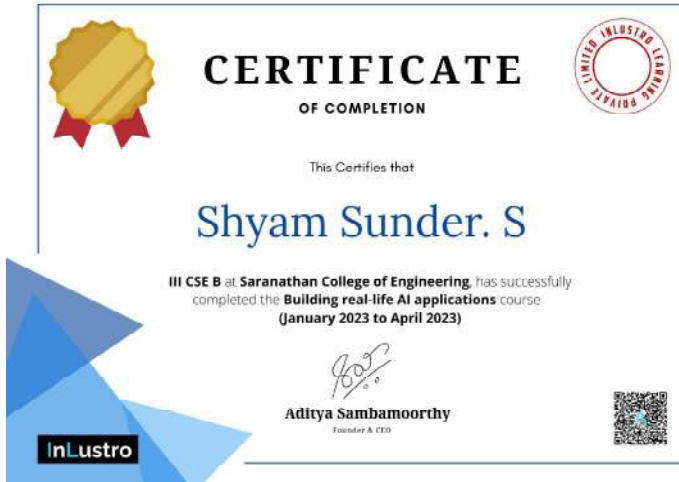 CERTIFICATE
OF COMPLETION
INLUSTRO LEARNING PRIVATE LIMITED
This Certifies that
Shyam Sunder. S
III CSE B at Saranathan College of Engineering, has successfully
completed the Building real-life AI applications course
(January 2023 to April 2023)
Aditya Sambamoorthy
Founder & CEO
InLustro